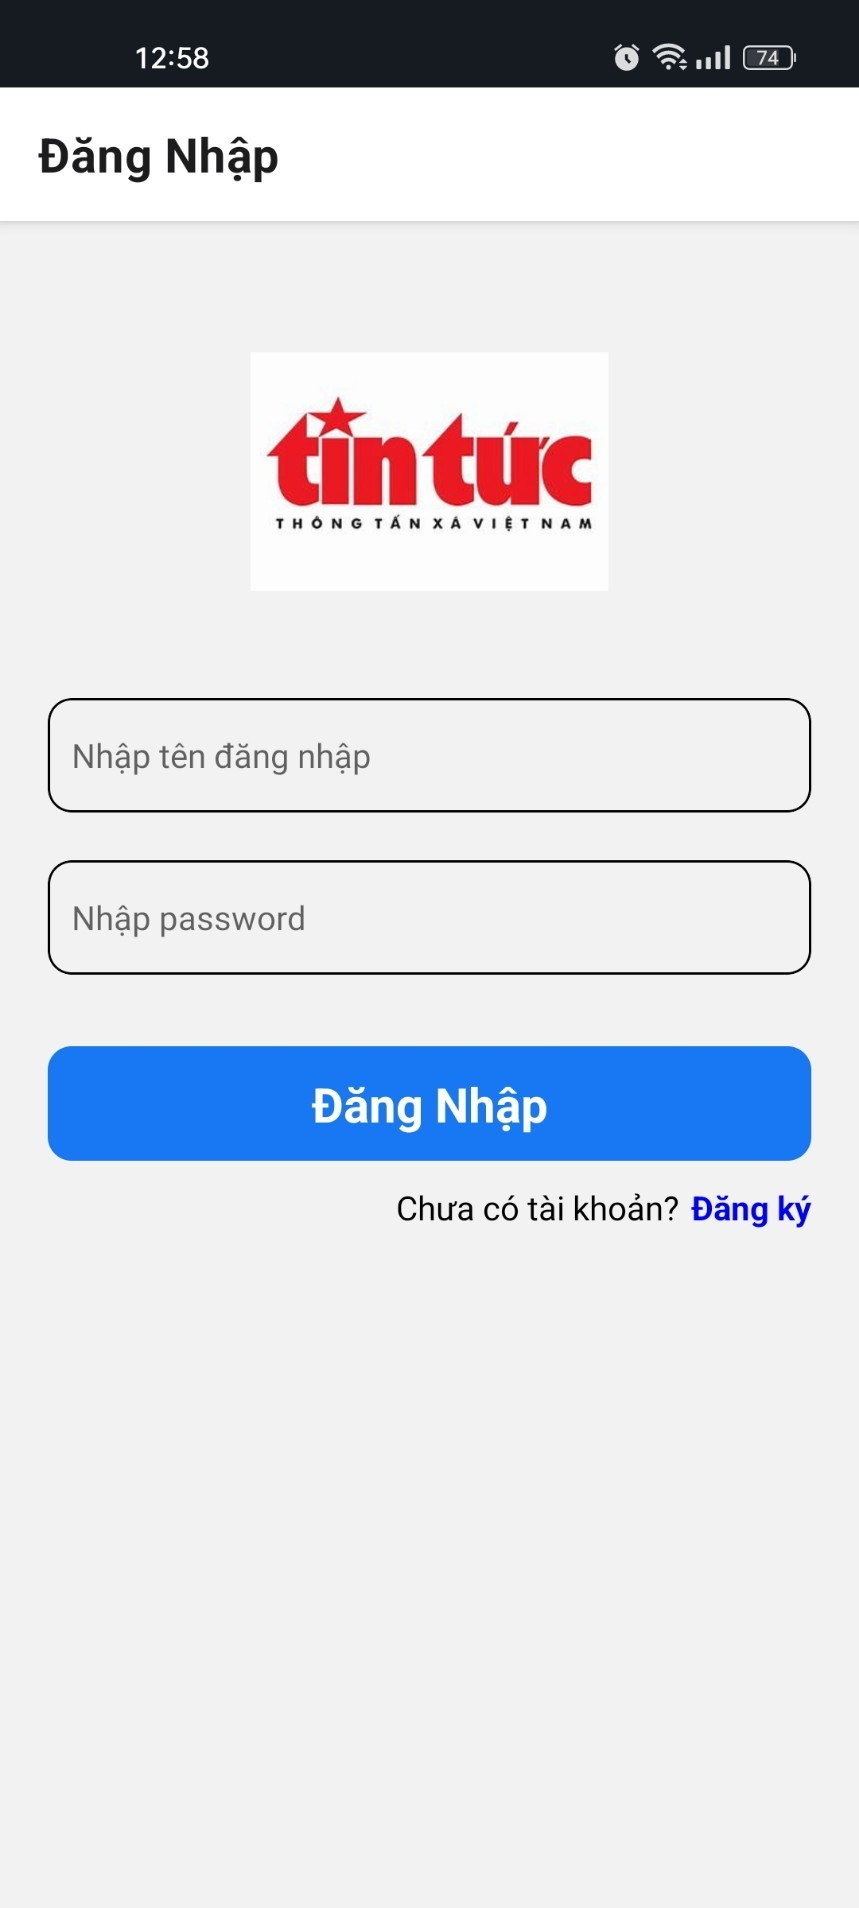 12:58
74
Đăng Nhập
tin tức
THÔNG TẤN XÃ VIỆT NAM
Nhập tên đăng nhập
Nhập password
Đăng Nhập
Chưa có tài khoản? Đăng ký